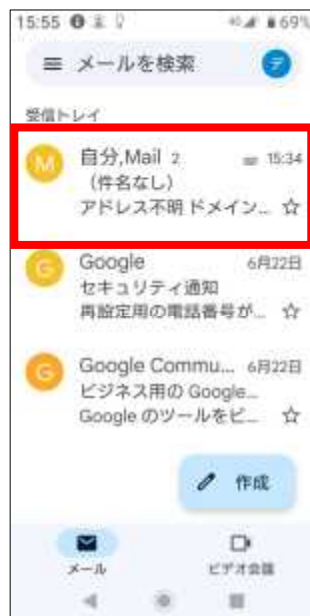 15:55 69%
メールを検索 テ
受信トレイ
M 自分,Mail 2 15:34
(件名なし)
アドレス不明 ドメイン...
G Google 6月22日
セキュリティ通知
再設定用の電話番号が...
G Google Commu... 6月22日
ビジネス用の Google...
Google のツールをビ...
作成
メール ビデオ会議